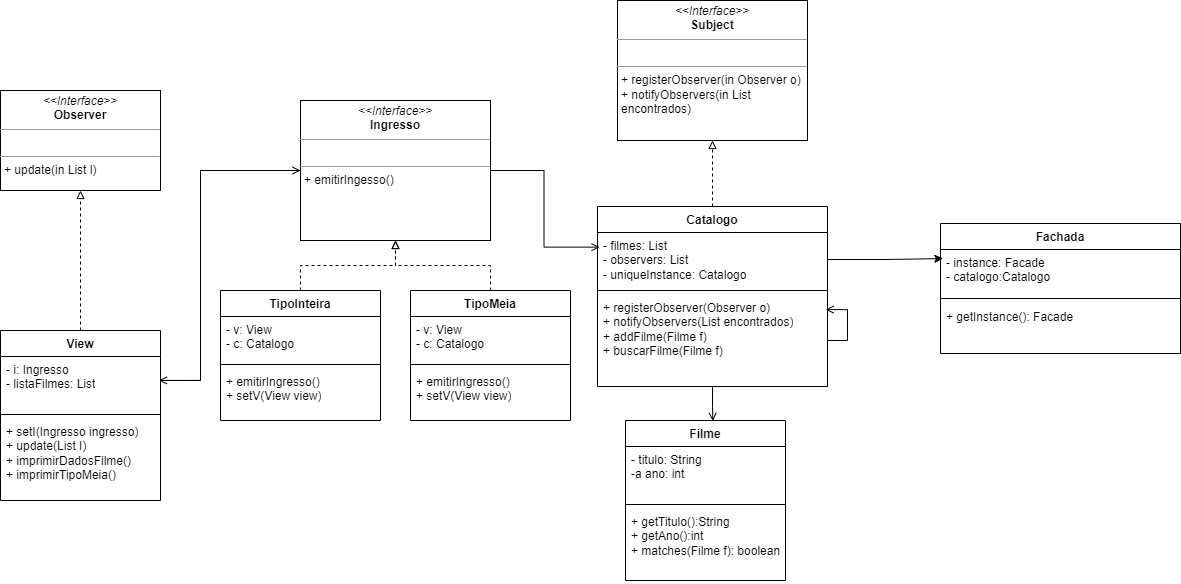 <<Interface>>
Subject
+ registerObserver(in Observer o)
+ notifyObservers(in List
encontrados)
<<Interface>>
Observer
+ update(in List l)
<<Interface>>
Ingresso
+ emitirIngesso()
Catalogo
- filmes: List
- observers: List
- uniqueInstance: Catalogo
+ registerObserver(Observer o)
+ notifyObservers(List encontrados)
+ addFilme(Filme f)
+ buscarFilme(Filme f)
Fachada
- instance: Facade
- catalogo:Catalogo
+ getInstance(): Facade
TipoInteira
- v: View
- c: Catalogo
+ emitirIngresso()
+ setV(View view)
TipoMeia
- v: View
- c: Catalogo
+ emitirIngresso()
+ setV(View view)
View
- i: Ingresso
- listaFilmes: List
+ setI(Ingresso ingresso)
+ update(List l)
+ imprimirDadosFilme()
+ imprimirTipoMeia()
Filme
- titulo: String
-a ano: int
+ getTitulo():String
+ getAno():int
+ matches(Filme f): boolean